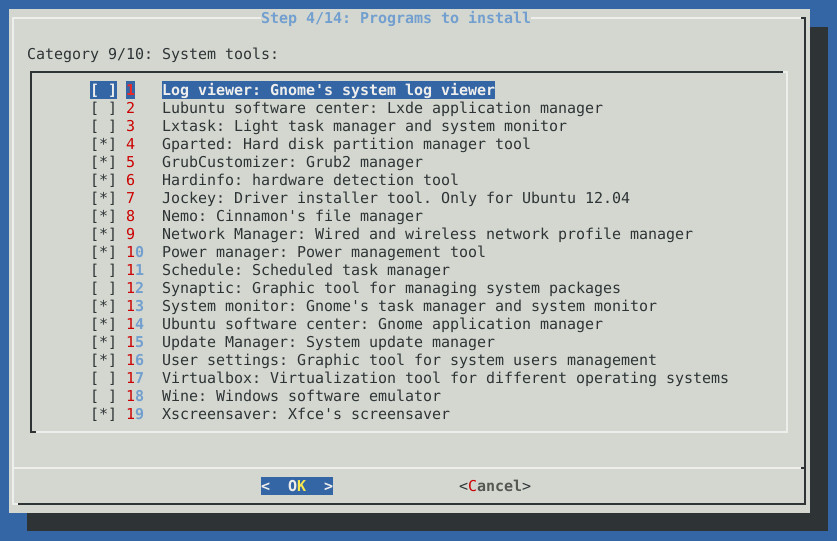 Step 4/14: Programs to install
Category 9/10: System tools:
[ ] 1 Log viewer: Gnome's system log viewer
[ ] 2 Lubuntu software center: Lxde application manager
[ ] 3 Lxtask: Light task manager and system monitor
[*] 4 Gparted: Hard disk partition manager tool
[*] 5 GrubCustomizer: Grub2 manager
[*] 6 Hardinfo: hardware detection tool
[*] 7 Jockey: Driver installer tool. Only for Ubuntu 12.04
[*] 8 Nemo: Cinnamon's file manager
[*] 9 Network Manager: Wired and wireless network profile manager
[*] 10 Power manager: Power management tool
[ ] 11 Schedule: Scheduled task manager
[ ] 12 Synaptic: Graphic tool for managing system packages
[*] 13 System monitor: Gnome's task manager and system monitor
[*] 14 Ubuntu software center: Gnome application manager
[*] 15 Update Manager: System update manager
[*] 16 User settings: Graphic tool for system users management
[ ] 17 Virtualbox: Virtualization tool for different operating systems
[ ] 18 Wine: Windows software emulator
[*] 19 Xscreensaver: Xfce's screensaver
< OK > <Cancel>